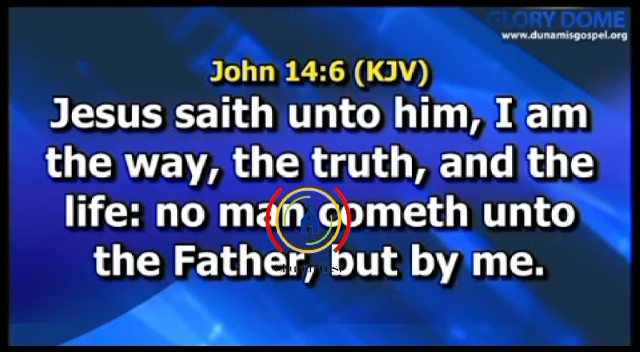 GLORY DOME
www.dunamisgospel.org
John 14:6 (KJV)
Jesus saith unto him, I am
the way, the truth, and the
life: no man cometh unto
the Father, but by me.